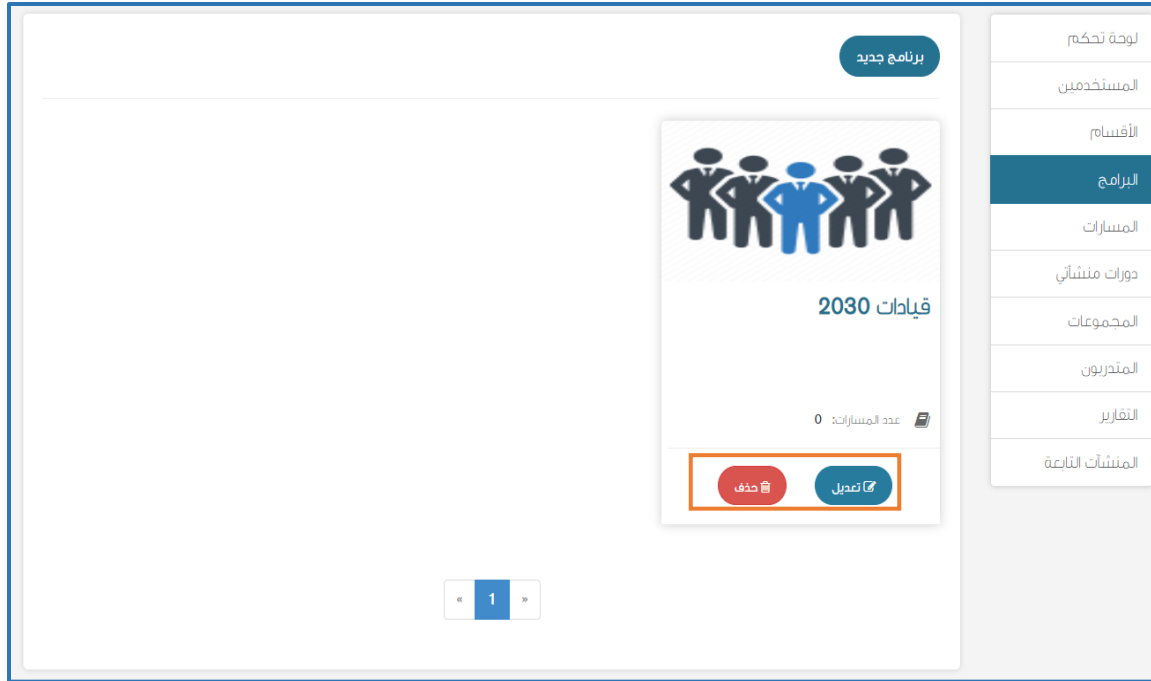 لوحة تحكم
المستخدمين
الأقسام
البرامج
المسارات
دورات منشأتي
المجموعات
المتدربون
التقارير
المنشآت التابعة
برنامج جديد
قيادات 2030
عدد المسارات: 0
تعديل
حذف
« 1 »